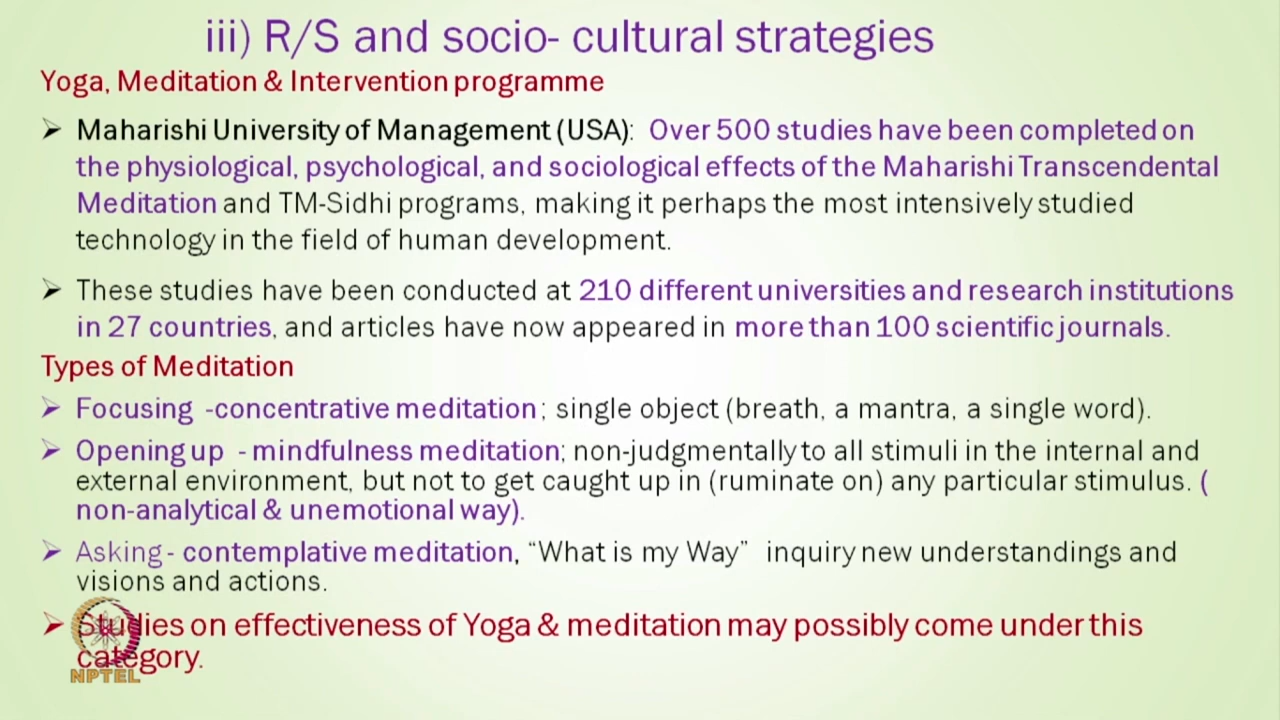 iii) R/S and socio- cultural strategies
Yoga, Meditation & Intervention programme
➢ Maharishi University of Management (USA): Over 500 studies have been completed on
the physiological, psychological, and sociological effects of the Maharishi Transcendental
Meditation and TM-Sidhi programs, making it perhaps the most intensively studied
technology in the field of human development.
➢ These studies have been conducted at 210 different universities and research institutions
in 27 countries, and articles have now appeared in more than 100 scientific journals.
Types of Meditation
➢ Focusing -concentrative meditation; single object (breath, a mantra, a single word).
➢ Opening up - mindfulness meditation; non-judgmentally to all stimuli in the internal and
external environment, but not to get caught up in (ruminate on) any particular stimulus. (
non-analytical & unemotional way).
➢ Asking- contemplative meditation, “What is my Way” inquiry new understandings and
visions and actions.
➢ Studies on effectiveness of Yoga & meditation may possibly come under this
category.
NPTEL